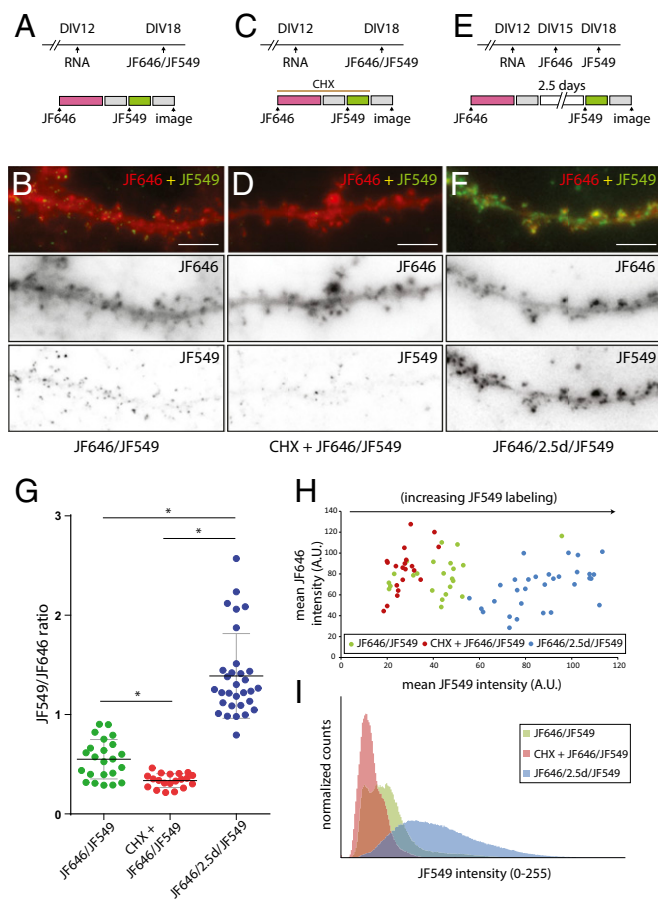 A
DIV12 DIV18
RNA JF646/JF549
JF646 JF549 image
C
DIV12 DIV18
RNA JF646/JF549
CHX
JF646 JF549 image
E
DIV12 DIV15 DIV18
RNA JF646 JF549
2.5 days
JF646 JF549 image
B
JF646 + JF549
JF646
JF549
JF646/JF549
D
JF646 + JF549
JF646
JF549
CHX + JF646/JF549
F
JF646 + JF549
JF646
JF549
JF646/2.5d/JF549
G
JF549/JF646 ratio
3
2
1
0
* 
*
*
JF646/JF549
CHX +
JF646/JF549
JF646/2.5d/JF549
H
(increasing JF549 labeling)
mean JF646
intensity (A.U.)
140
120
100
80
60
40
20
0
JF646/JF549 CHX + JF646/JF549 JF646/2.5d/JF549
0 20 40 60 80 100 120
mean JF549 intensity (A.U.)
I
normalized counts
JF646/JF549
CHX + JF646/JF549
JF646/2.5d/JF549
JF549 intensity (0-255)